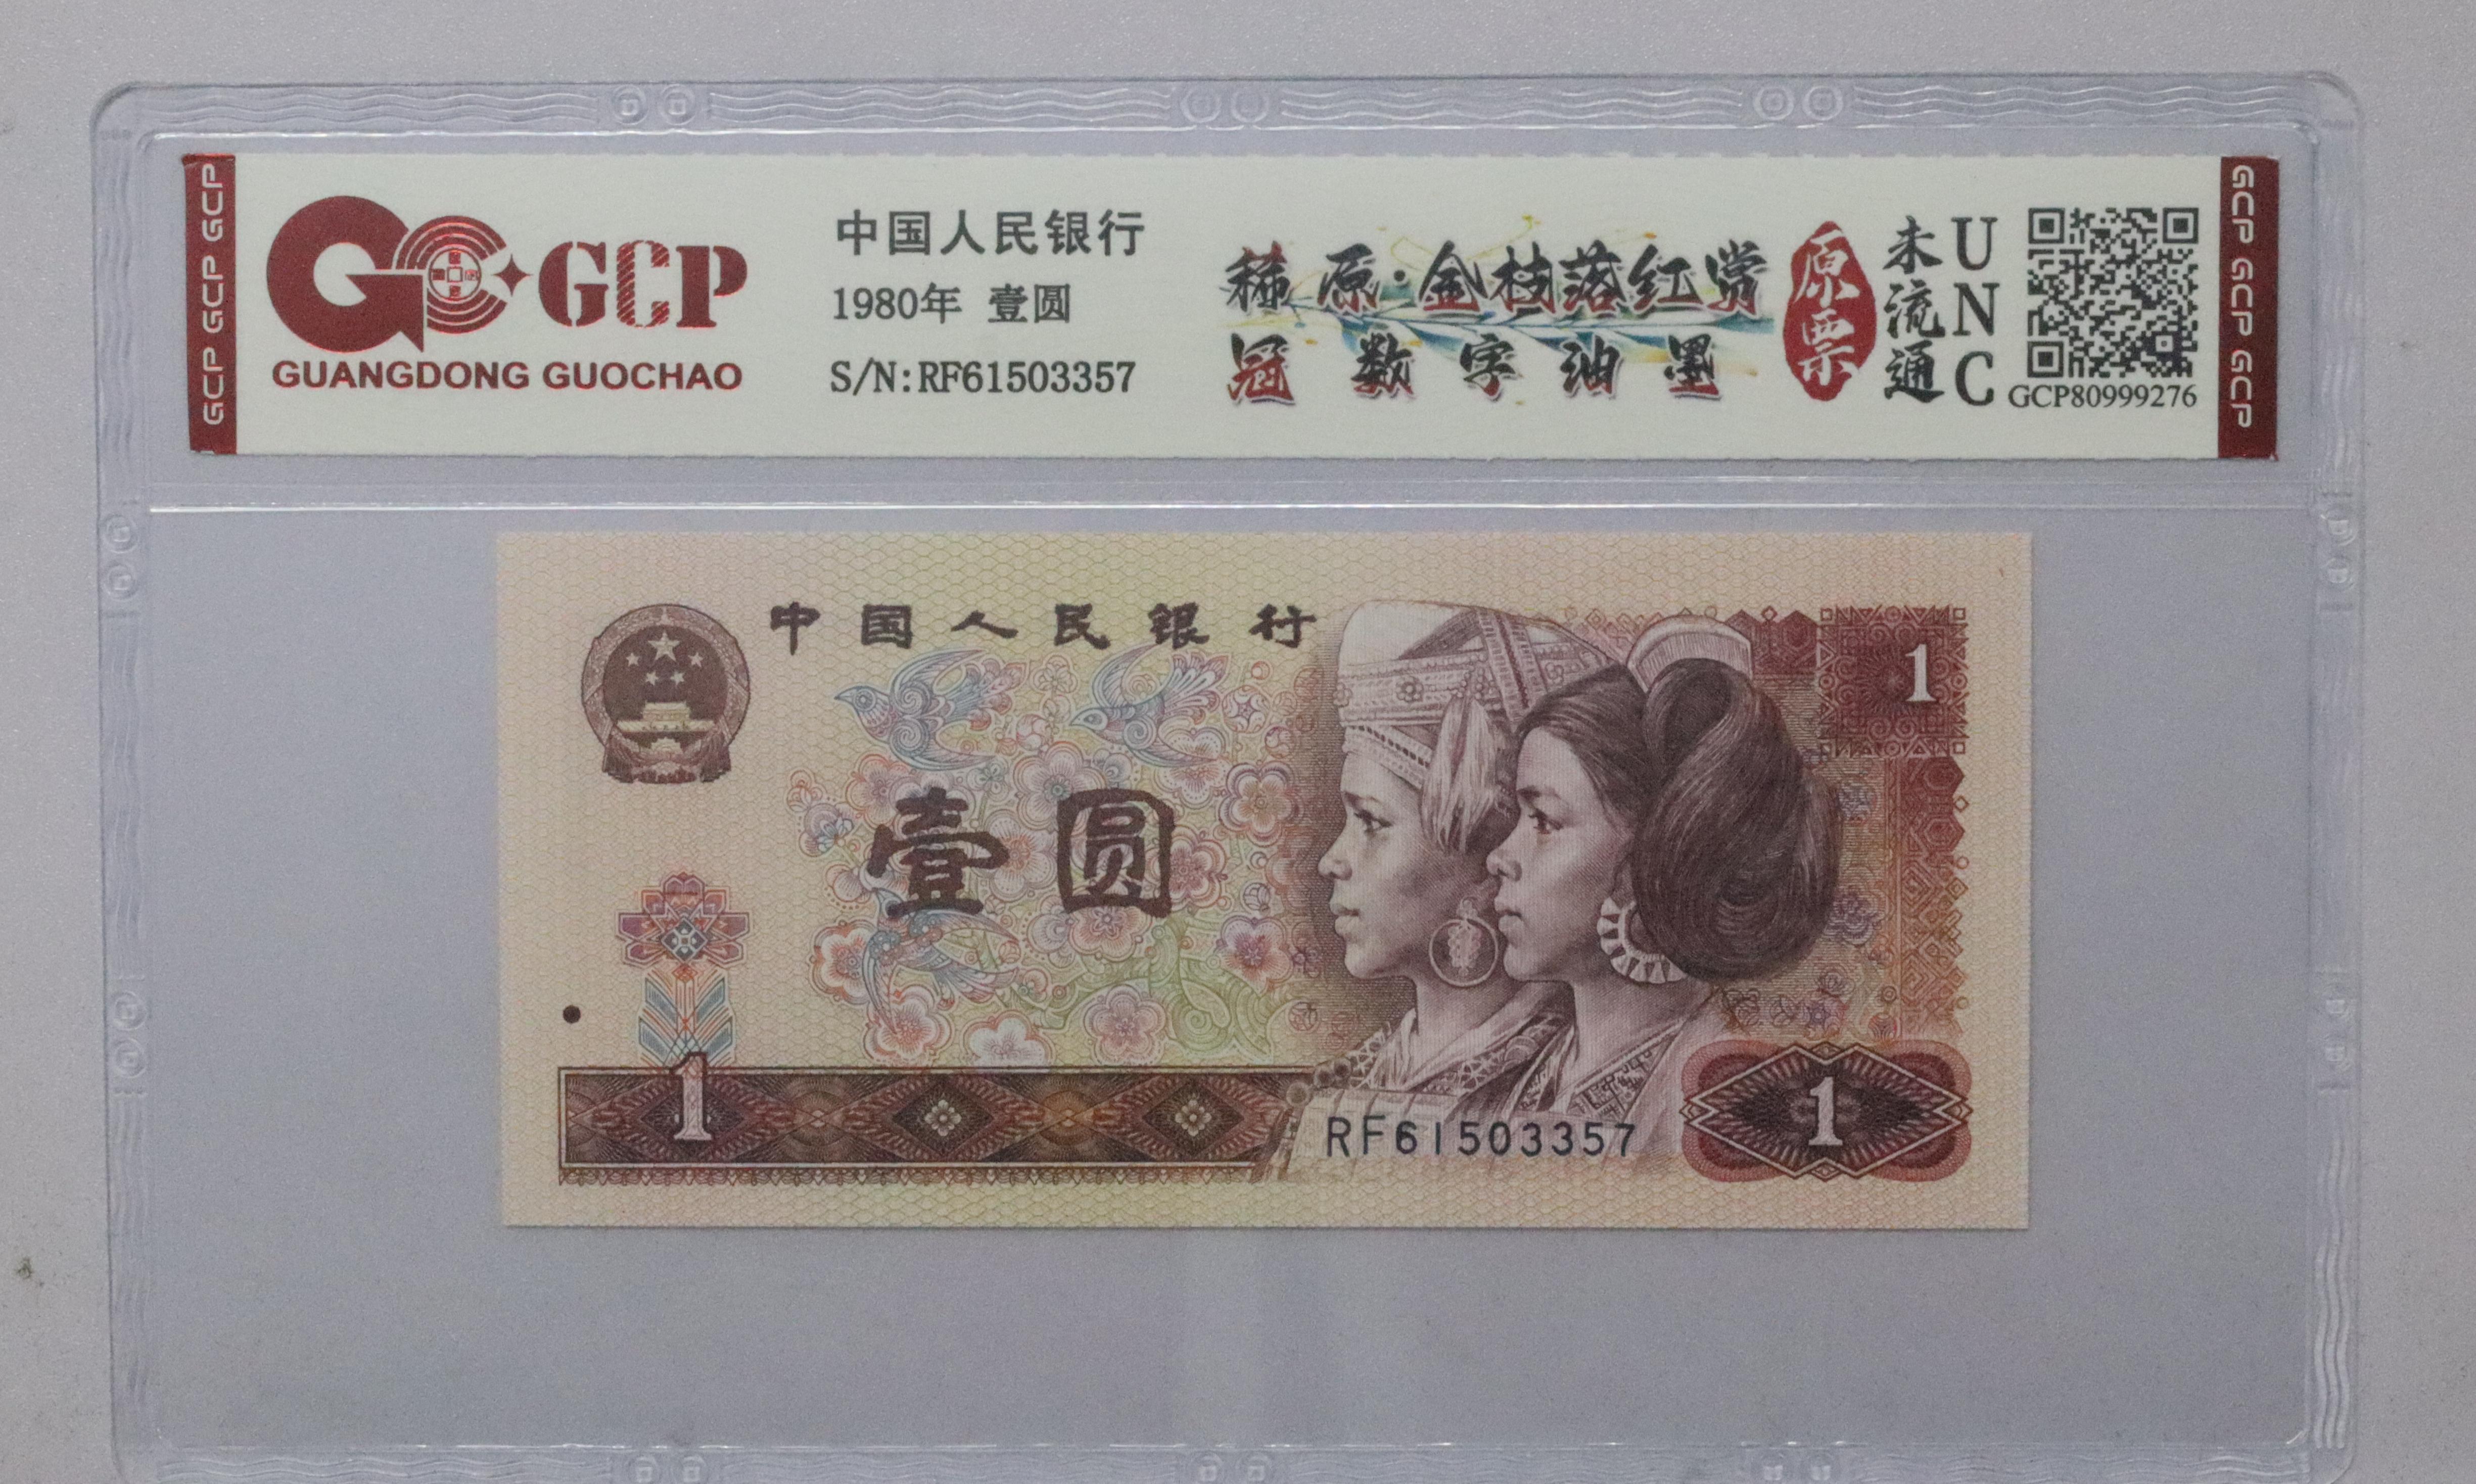 GCP GCP GCP
GCP
GUANGDONG GUOCHAO
中国人民银行
1980年 壹圆
S/N:RF61503357
稀原·金枝落红赏
冠数字油墨
原票
未流通
UNC
GCP80999276
GCP GCP GCP
中国人民银行
1
壹圆
1
RF61503357
1